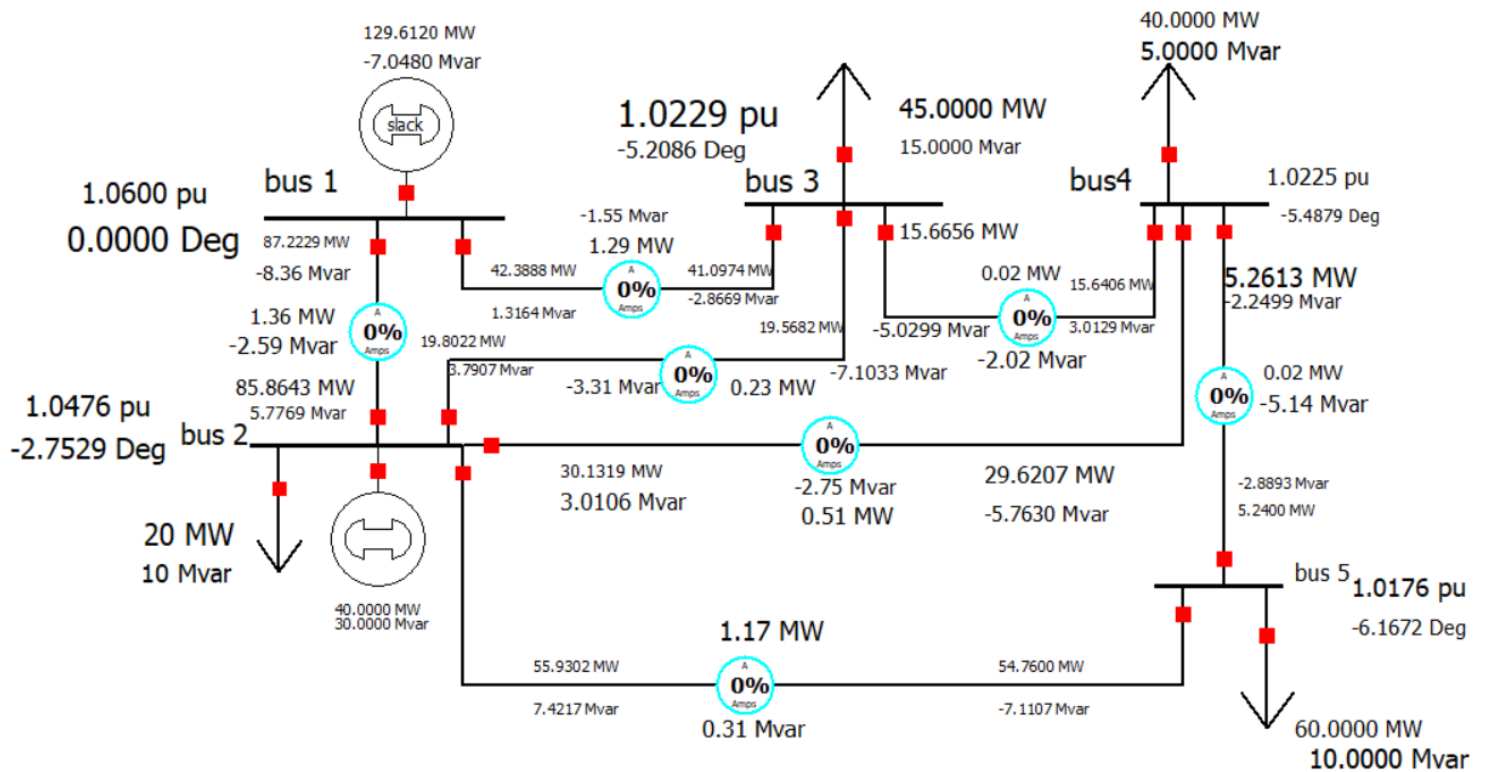 129.6120 MW
-7.0480 Mvar
slack
40.0000 MW
5.0000 Mvar
1.0229 pu
-5.2086 Deg
45.0000 MW
15.0000 Mvar
1.0600 pu
0.0000 Deg
bus 1
bus 3
bus4
1.0225 pu
-5.4879 Deg
87.2229 MW
-8.36 Mvar
-1.55 Mvar
1.29 MW
42.3888 MW
1.3164 Mvar
A
0%
Amps
41.0974 MW
-2.8669 Mvar
15.6656 MW
-5.0299 Mvar
0.02 MW
A
0%
Amps
-2.02 Mvar
15.6406 MW
3.0129 Mvar
5.2613 MW
-2.2499 Mvar
1.36 MW
-2.59 Mvar
A
0%
Amps
85.8643 MW
5.7769 Mvar
19.8022 MW
3.7907 Mvar
-3.31 Mvar
A
0%
Amps
0.23 MW
19.5682 MW
-7.1033 Mvar
0.02 MW
-5.14 Mvar
A
0%
Amps
1.0476 pu
-2.7529 Deg
bus 2
30.1319 MW
3.0106 Mvar
A
0%
Amps
-2.75 Mvar
0.51 MW
29.6207 MW
-5.7630 Mvar
-2.8893 Mvar
5.2400 MW
20 MW
10 Mvar
40.0000 MW
30.0000 Mvar
bus 5
1.0176 pu
-6.1672 Deg
1.17 MW
55.9302 MW
7.4217 Mvar
A
0%
Amps
0.31 Mvar
54.7600 MW
-7.1107 Mvar
60.0000 MW
10.0000 Mvar